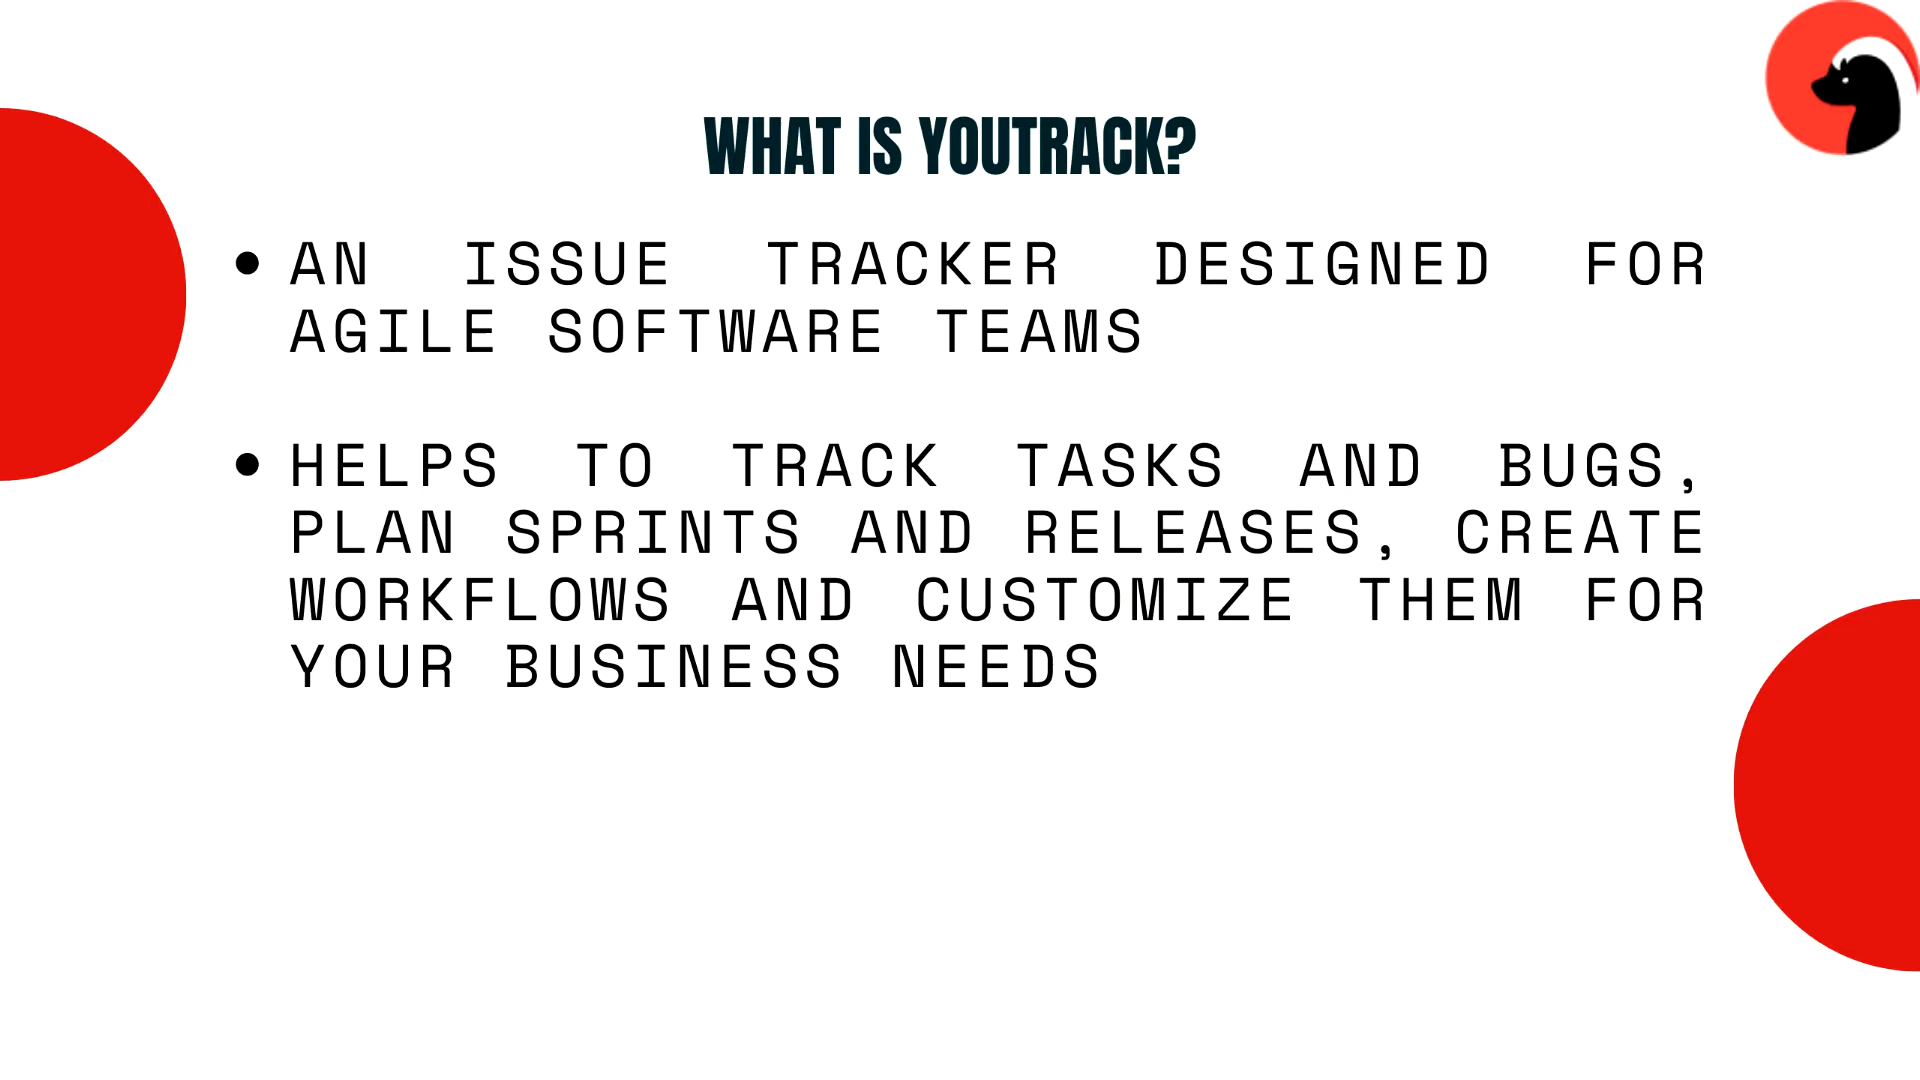 WHAT IS YOUTRACK?
• AN ISSUE TRACKER DESIGNED FOR
AGILE SOFTWARE TEAMS
• HELPS TO TRACK TASKS AND BUGS,
PLAN SPRINTS AND RELEASES, CREATE
WORKFLOWS AND CUSTOMIZE THEM FOR
YOUR BUSINESS NEEDS